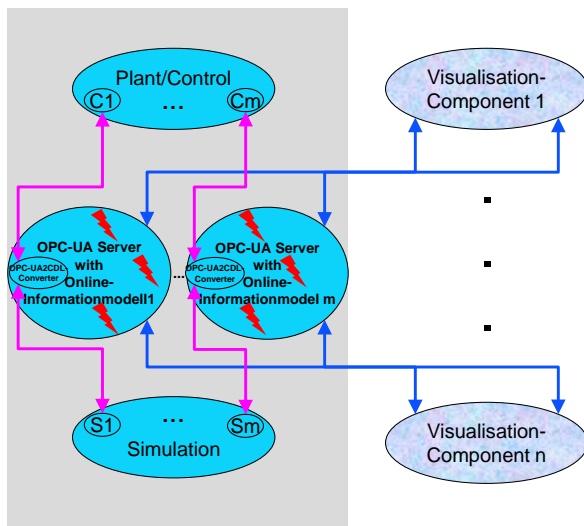 Plant/Control
C1 ... Cm
Visualisation-
Component 1
OPC-UA Server
with
Online-
Informationmodell1
OPC-UA2CDL-
Converter
...
OPC-UA Server
with
Online-
Informationmodel m
OPC-UA2CDL-
Converter
S1 ... Sm
Simulation
Visualisation-
Component n